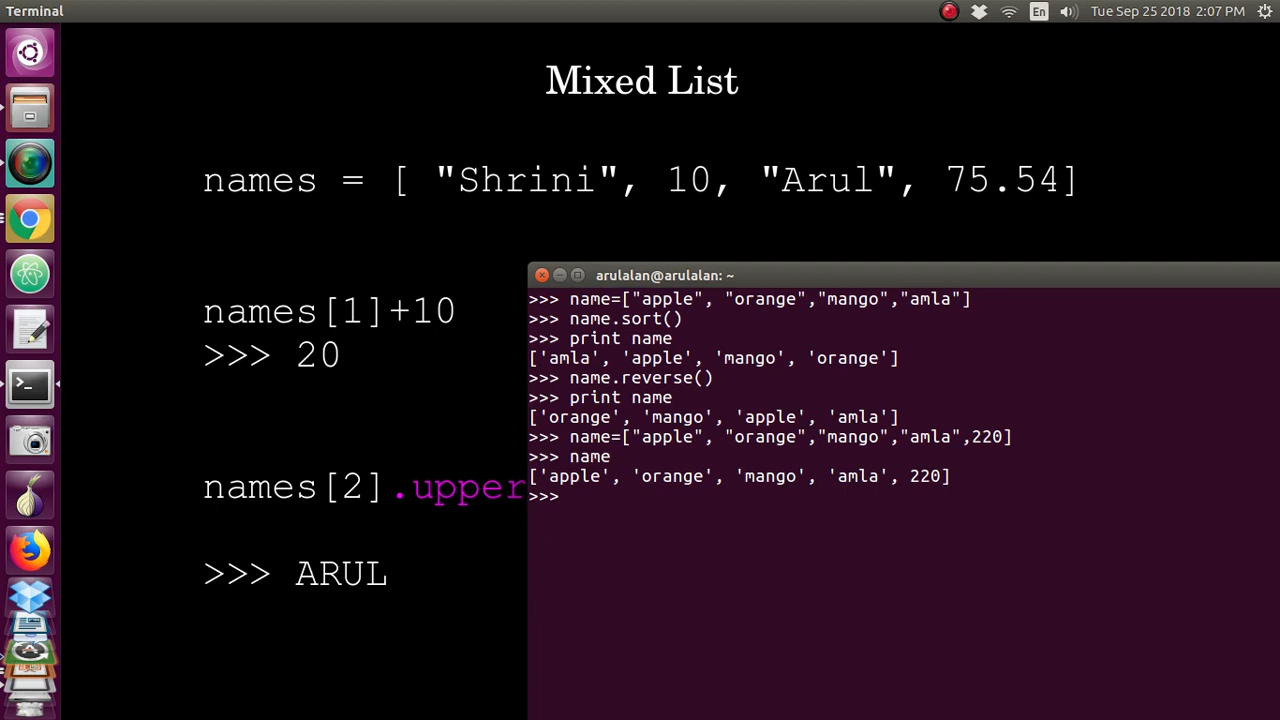 Terminal
En
Tue Sep 25 2018 2:07 PM
Mixed List
names = [ "Shrini", 10, "Arul", 75.54]
names[1]+10
>>> 20
names[2].upper
>>> ARUL
arulalan@arulalan: ~
>>> name=["apple", "orange","mango","amla"]
>>> name.sort()
>>> print name
['amla', 'apple', 'mango', 'orange']
>>> name.reverse()
>>> print name
['orange', 'mango', 'apple', 'amla']
>>> name=["apple", "orange","mango","amla",220]
>>> name
['apple', 'orange', 'mango', 'amla', 220]
>>>